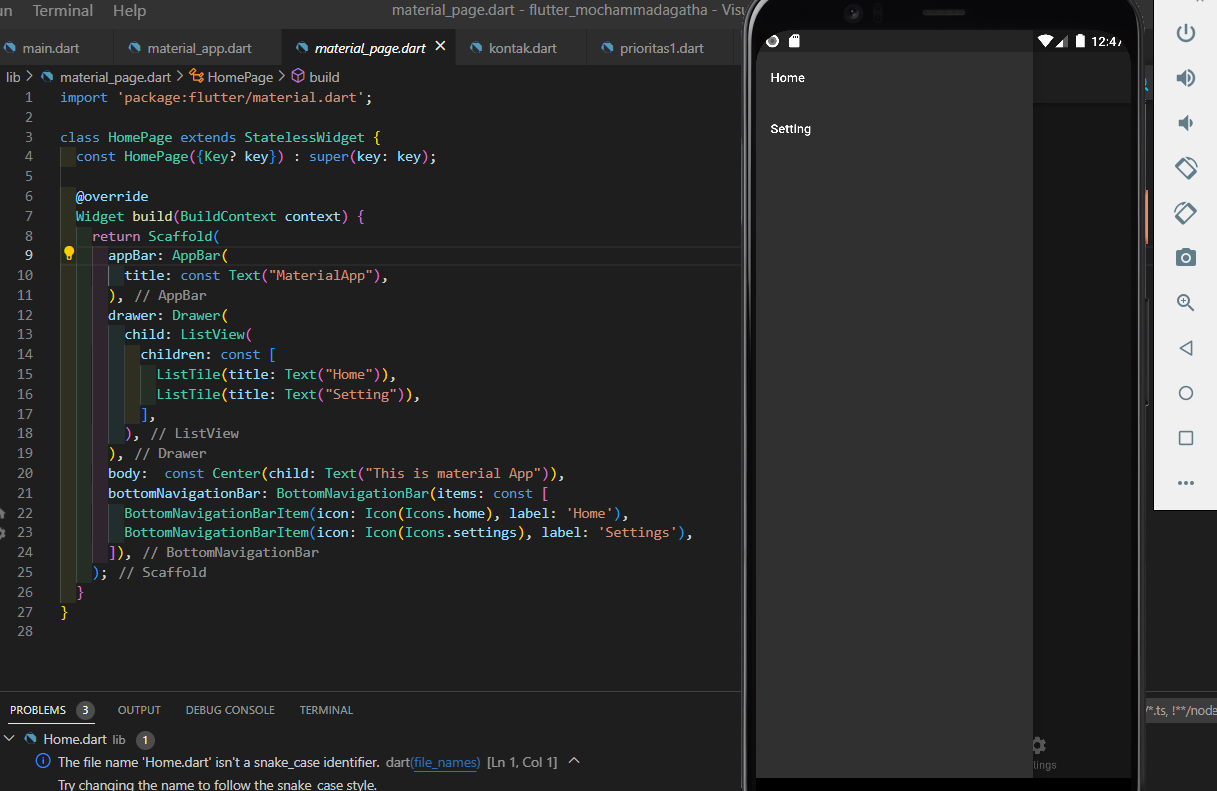 un Terminal Help material_page.dart - flutter_mochammadagatha - Visu
main.dart material_app.dart material_page.dart kontak.dart prioritas1.dart
lib > material_page.dart > HomePage > build
1 import 'package:flutter/material.dart';
2
3 class HomePage extends StatelessWidget {
4 const HomePage({Key? key}) : super(key: key);
5
6 @override
7 Widget build(BuildContext context) {
8 return Scaffold(
9 appBar: AppBar(
10 title: const Text("MaterialApp"),
11 ), // AppBar
12 drawer: Drawer(
13 child: ListView(
14 children: const [
15 ListTile(title: Text("Home")),
16 ListTile(title: Text("Setting")),
17 ],
18 ), // ListView
19 ), // Drawer
20 body:  const Center(child: Text("This is material App")),
21 bottomNavigationBar: BottomNavigationBar(items: const [
22 BottomNavigationBarItem(icon: Icon(Icons.home), label: 'Home'),
23 BottomNavigationBarItem(icon: Icon(Icons.settings), label: 'Settings'),
24 ]), // BottomNavigationBar
25 ); // Scaffold
26 }
27 }
28
PROBLEMS 3 OUTPUT DEBUG CONSOLE TERMINAL
Home.dart lib 1
The file name 'Home.dart' isn't a snake_case identifier. dart(file_names) [Ln 1, Col 1]
Try changing the name to follow the snake_case style.
12:47
Home
Setting
tings
/*.ts, !**/node